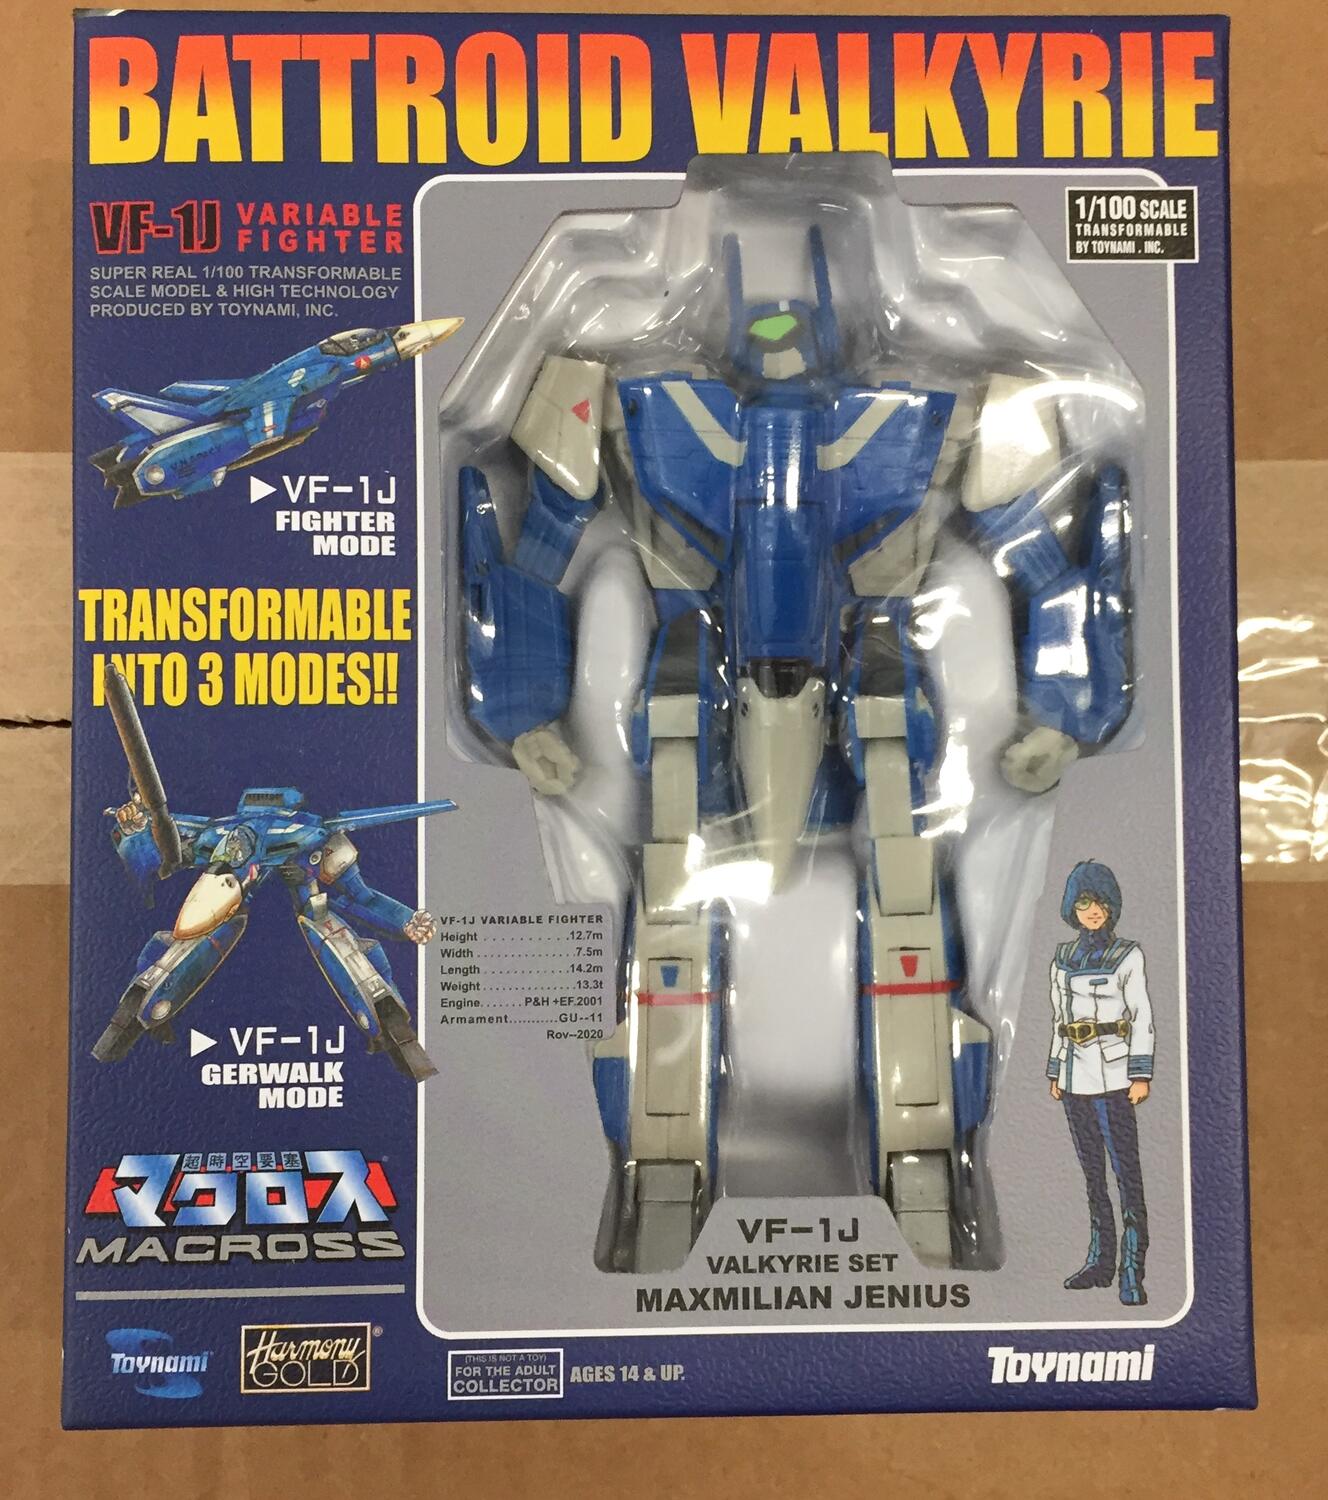 BATTROID VALKYRIE
VF-1J VARIABLE
FIGHTER
SUPER REAL 1/100 TRANSFORMABLE
SCALE MODEL & HIGH TECHNOLOGY
PRODUCED BY TOYNAMI, INC.
1/100 SCALE
TRANSFORMABLE
BY TOYNAMI . INC.
VF-1J
FIGHTER
MODE
TRANSFORMABLE
INTO 3 MODES!!
VF-1J
GERWALK
MODE
VF-1J VARIABLE FIGHTER
Height . . . . . . . . . .12.7m
Width . . . . . . . . . . . . .7.5m
Length . . . . . . . . . . . .14.2m
Weight . . . . . . . . . . . .13.3t
Engine. . . . . . P&H +EF.2001
Armament..........GU--11
Rov--2020
超時空要塞
マクロス
MACROSS
VF-1J
VALKYRIE SET
MAXMILIAN JENIUS
Toynami
Harmony
GOLD®
(THIS IS NOT A TOY)
FOR THE ADULT
COLLECTOR
AGES 14 & UP.
Toynami